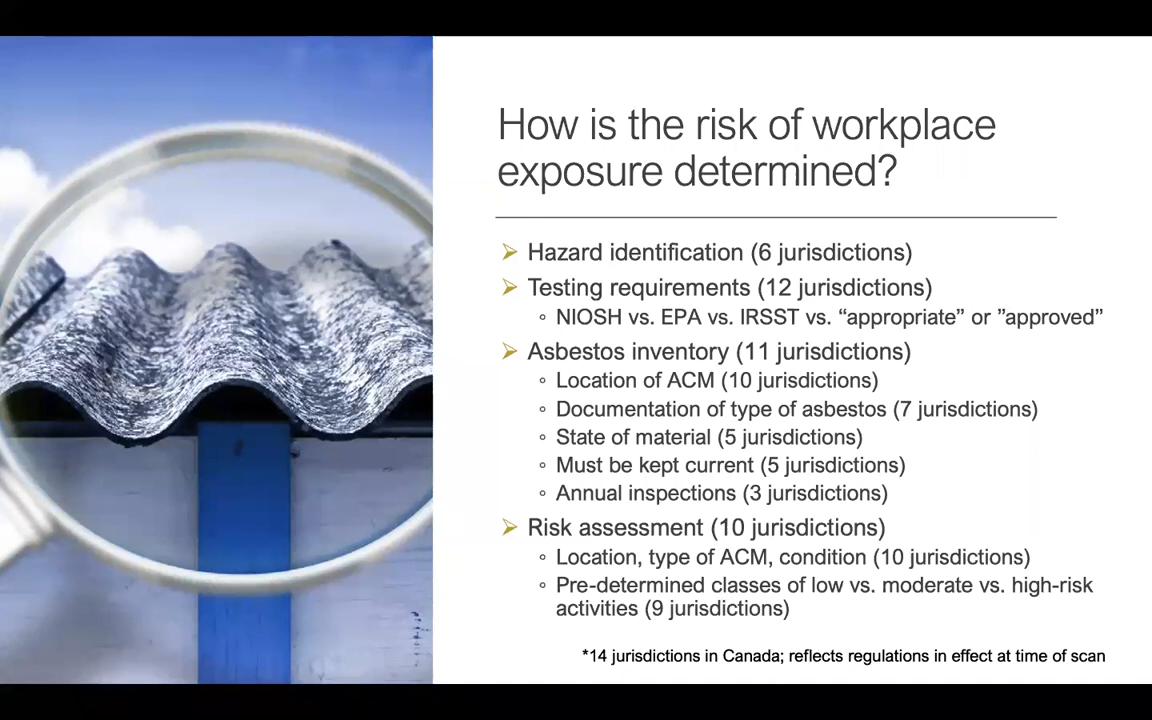 How is the risk of workplace
exposure determined?
Hazard identification (6 jurisdictions)
Testing requirements (12 jurisdictions)
NIOSH vs. EPA vs. IRSST vs. “appropriate” or ”approved”
Asbestos inventory (11 jurisdictions)
Location of ACM (10 jurisdictions)
Documentation of type of asbestos (7 jurisdictions)
State of material (5 jurisdictions)
Must be kept current (5 jurisdictions)
Annual inspections (3 jurisdictions)
Risk assessment (10 jurisdictions)
Location, type of ACM, condition (10 jurisdictions)
Pre-determined classes of low vs. moderate vs. high-risk
activities (9 jurisdictions)
*14 jurisdictions in Canada; reflects regulations in effect at time of scan